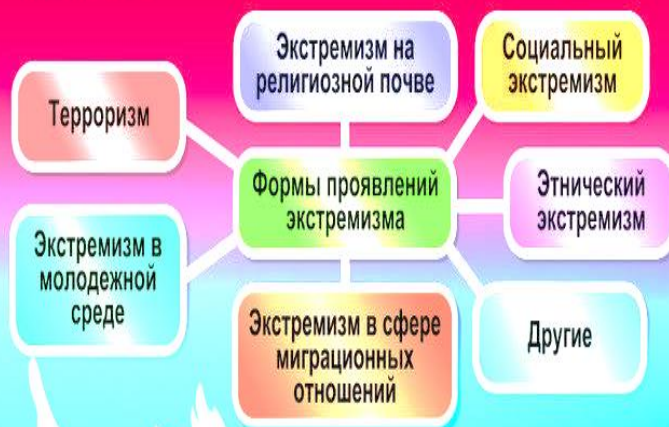 Экстремизм на
религиозной почве
Социальный
экстремизм
Терроризм
Формы проявлений
экстремизма
Этнический
экстремизм
Экстремизм в
молодежной
среде
Экстремизм в сфере
миграционных
отношений
Другие